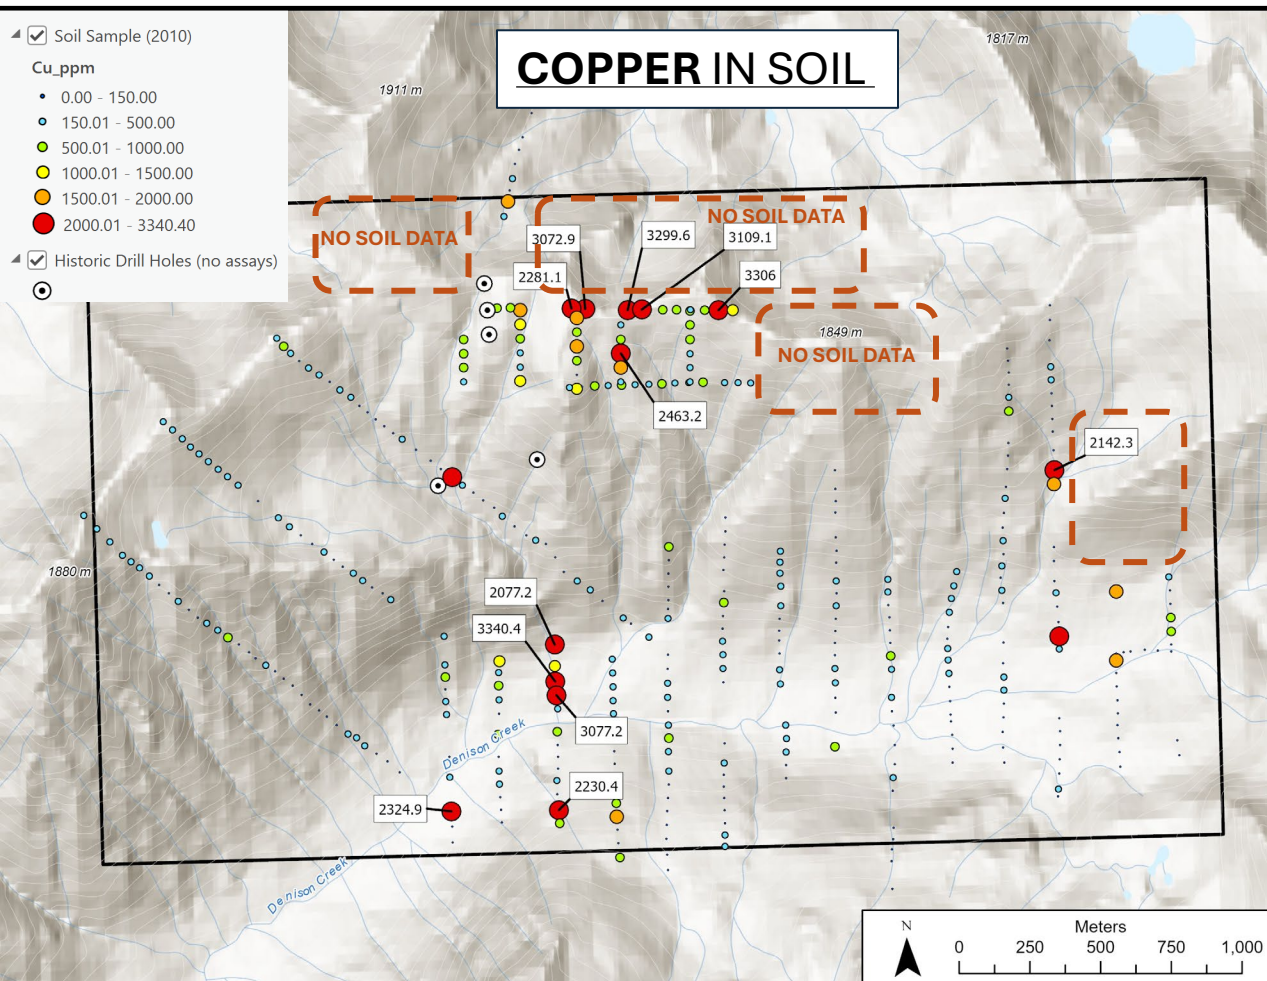 Soil Sample (2010)
Cu_ppm
0.00 - 150.00
150.01 - 500.00
500.01 - 1000.00
1000.01 - 1500.00
1500.01 - 2000.00
2000.01 - 3340.40
Historic Drill Holes (no assays)
COPPER IN SOIL
1817 m
1911 m
NO SOIL DATA
NO SOIL DATA
3072.9
3299.6
3109.1
2281.1
3306
1849 m
NO SOIL DATA
2463.2
2142.3
1880 m
2077.2
3340.4
3077.2
Denison Creek
2230.4
2324.9
Denison Creek
N
Meters
0 250 500 750 1,000